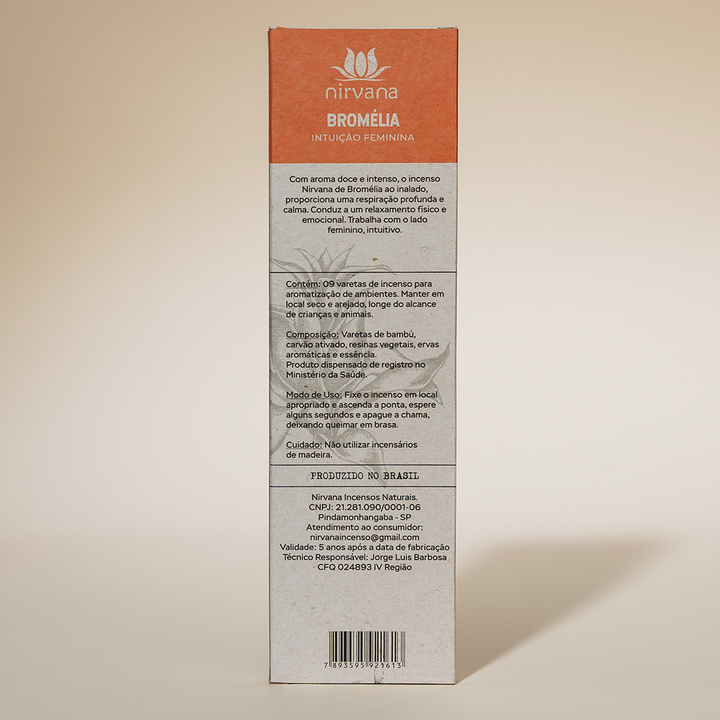 nirvana
BROMÉLIA
INTUIÇÃO FEMININA
Com aroma doce e intenso, o incenso
Nirvana de Bromélia ao inalado,
proporciona uma respiração profunda e
calma. Conduz a um relaxamento físico e
emocional. Trabalha com o lado
feminino, intuitivo.
Contém: 09 varetas de incenso para
aromatização de ambientes. Manter em
local seco e arejado, longe do alcance
de crianças e animais.
Composição: Varetas de bambú,
carvão ativado, resinas vegetais, ervas
aromáticas e essência.
Produto dispensado de registro no
Ministério da Saúde.
Modo de Uso: Fixe o incenso em local
apropriado e ascenda a ponta, espere
alguns segundos e apague a chama,
deixando queimar em brasa.
Cuidado: Não utilizar incensários
de madeira.
PRODUZIDO NO BRASIL
Nirvana Incensos Naturais.
CNPJ: 21.281.090/0001-06
Pindamonhangaba - SP
Atendimento ao consumidor:
nirvanaincenso@gmail.com
Validade: 5 anos após a data de fabricação
Técnico Responsável: Jorge Luis Barbosa
CFQ 024893 IV Região
7 893595 921613